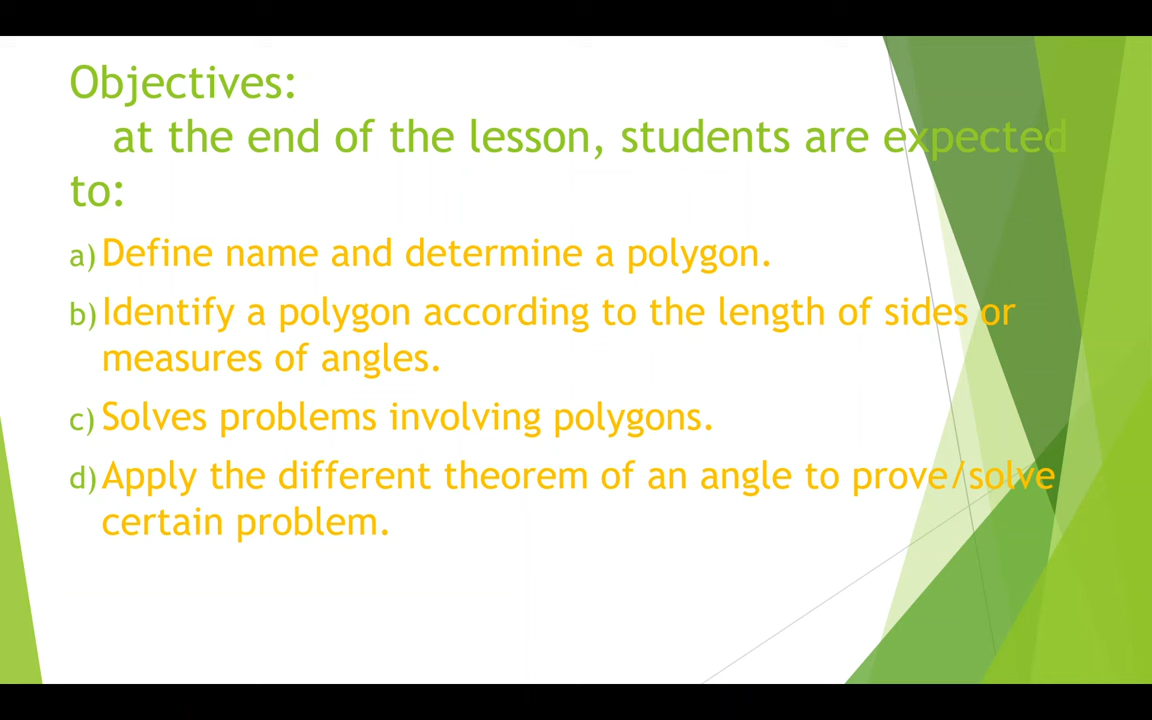 Objectives:
at the end of the lesson, students are expected
to:
a) Define name and determine a polygon.
b) Identify a polygon according to the length of sides or
measures of angles.
c) Solves problems involving polygons.
d) Apply the different theorem of an angle to prove/solve
certain problem.